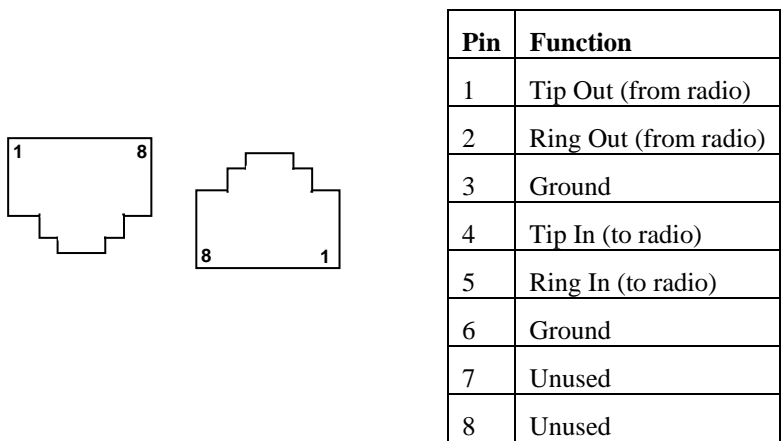 1 8
8 1
Pin Function
1 Tip Out (from radio)
2 Ring Out (from radio)
3 Ground
4 Tip In (to radio)
5 Ring In (to radio)
6 Ground
7 Unused
8 Unused